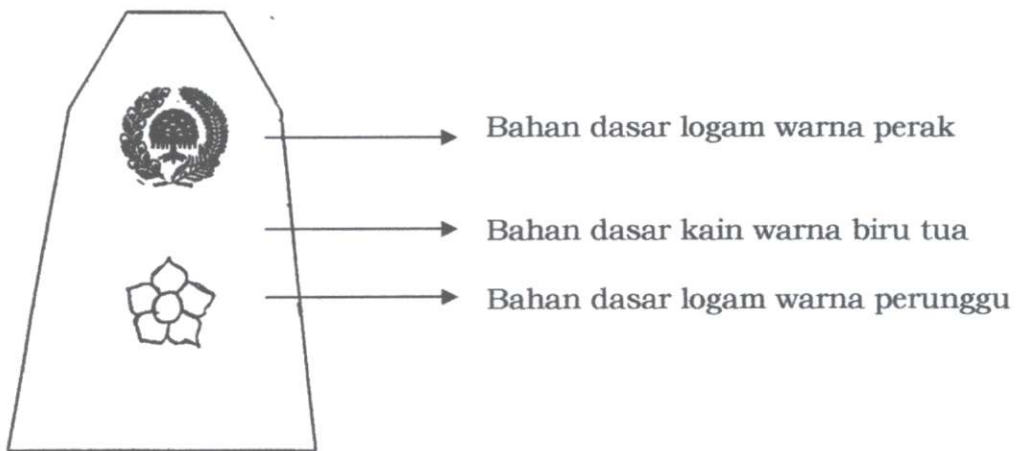 Bahan dasar logam warna perak
Bahan dasar kain warna biru tua
Bahan dasar logam warna perunggu